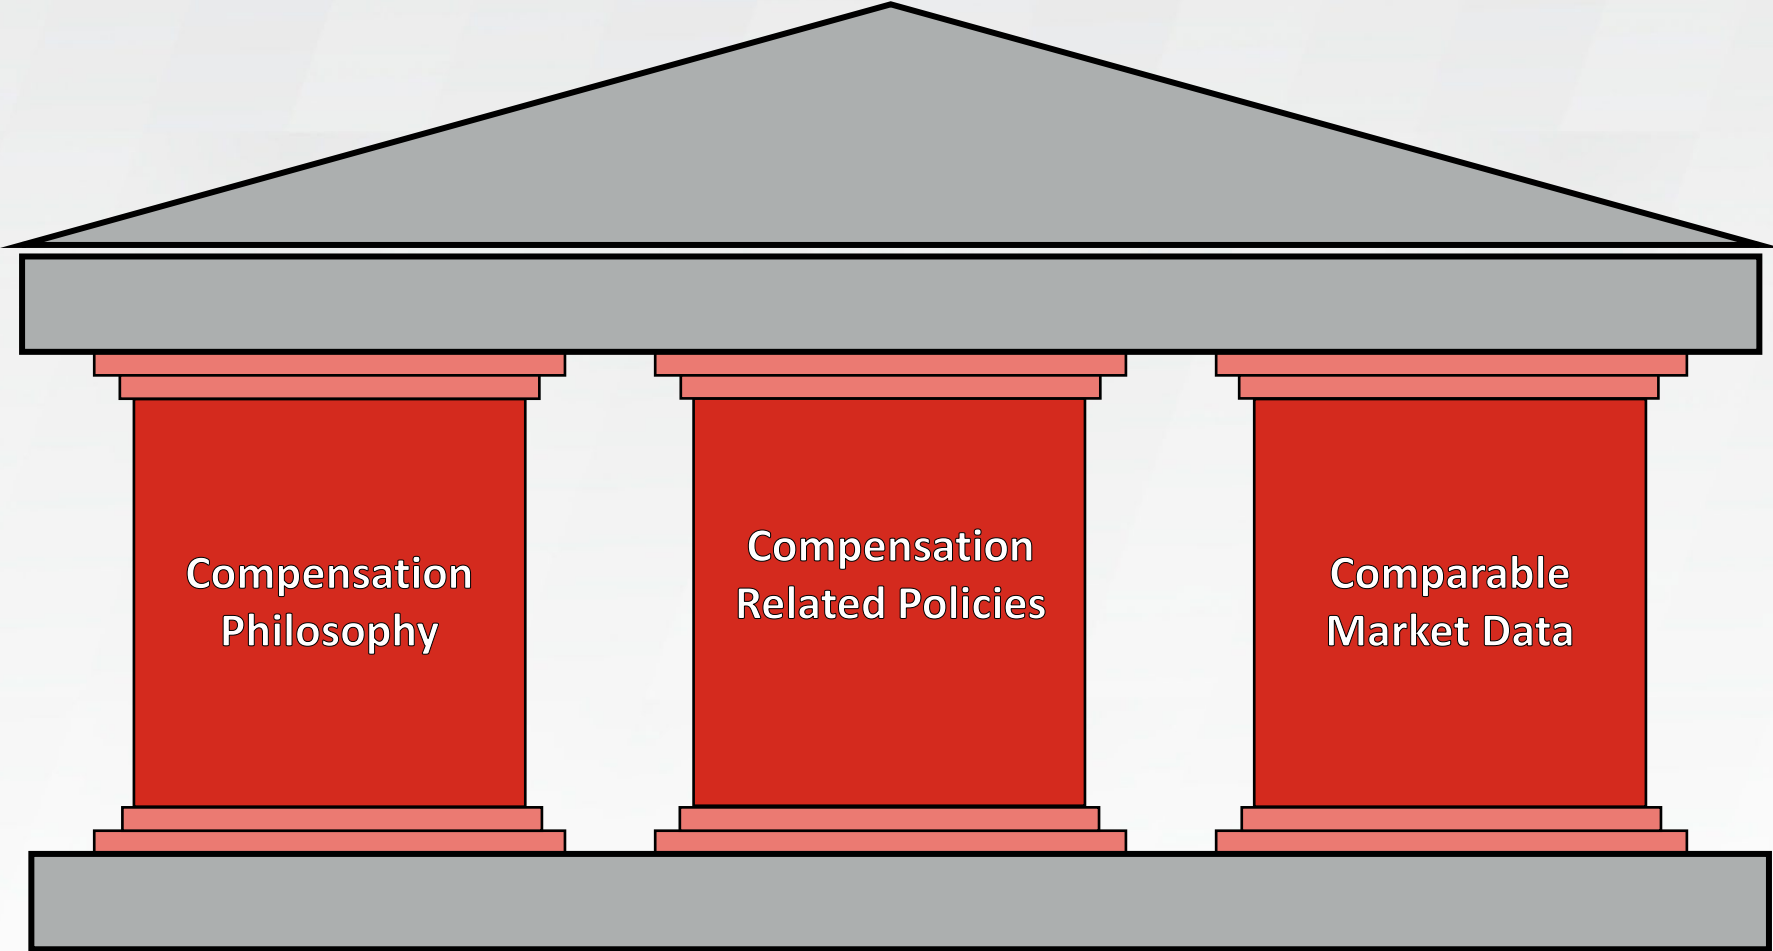 Compensation
Philosophy
Compensation
Related Policies
Comparable
Market Data